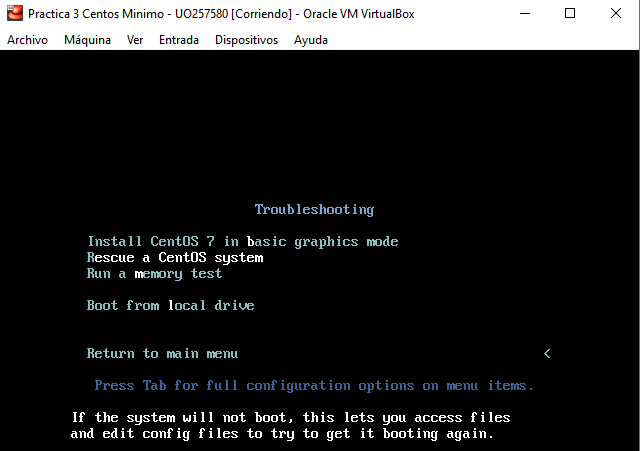 Practica 3 Centos Minimo - UO257580 [Corriendo] - Oracle VM VirtualBox
Archivo Máquina Ver Entrada Dispositivos Ayuda
Troubleshooting
Install CentOS 7 in basic graphics mode
Rescue a CentOS system
Run a memory test
Boot from local drive
Return to main menu <
Press Tab for full configuration options on menu items.
If the system will not boot, this lets you access files
and edit config files to try to get it booting again.